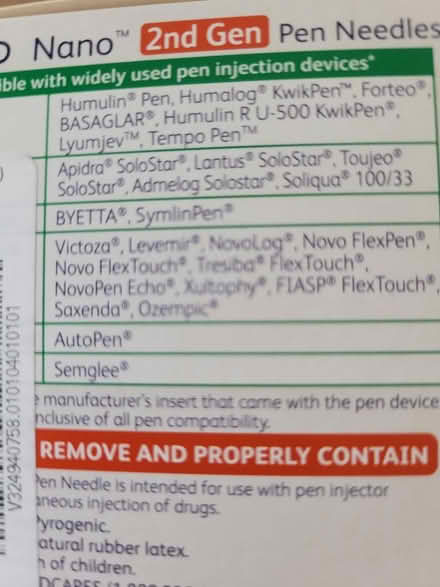 Nano™ 2nd Gen Pen Needles
ible with widely used pen injection devices*
Humulin® Pen, Humalog® KwikPen™, Forteo®,
BASAGLAR®, Humulin R U-500 KwikPen®,
Lyumjev™, Tempo Pen™
Apidra® SoloStar®, Lantus® SoloStar®, Toujeo®
SoloStar®, Admelog Solostar®, Soliqua® 100/33
BYETTA®, SymlinPen®
Victoza®, Levemir®, NovoLog®, Novo FlexPen®,
Novo FlexTouch®, Tresiba® FlexTouch®,
NovoPen Echo®, Xultophy®, FIASP® FlexTouch®,
Saxenda®, Ozempic®
AutoPen®
Semglee®
e manufacturer's insert that came with the pen device
nclusive of all pen compatibility.
REMOVE AND PROPERLY CONTAIN
Pen Needle is intended for use with pen injector
aneous injection of drugs.
yrogenic.
atural rubber latex.
h of children.
V324940758.010104010101